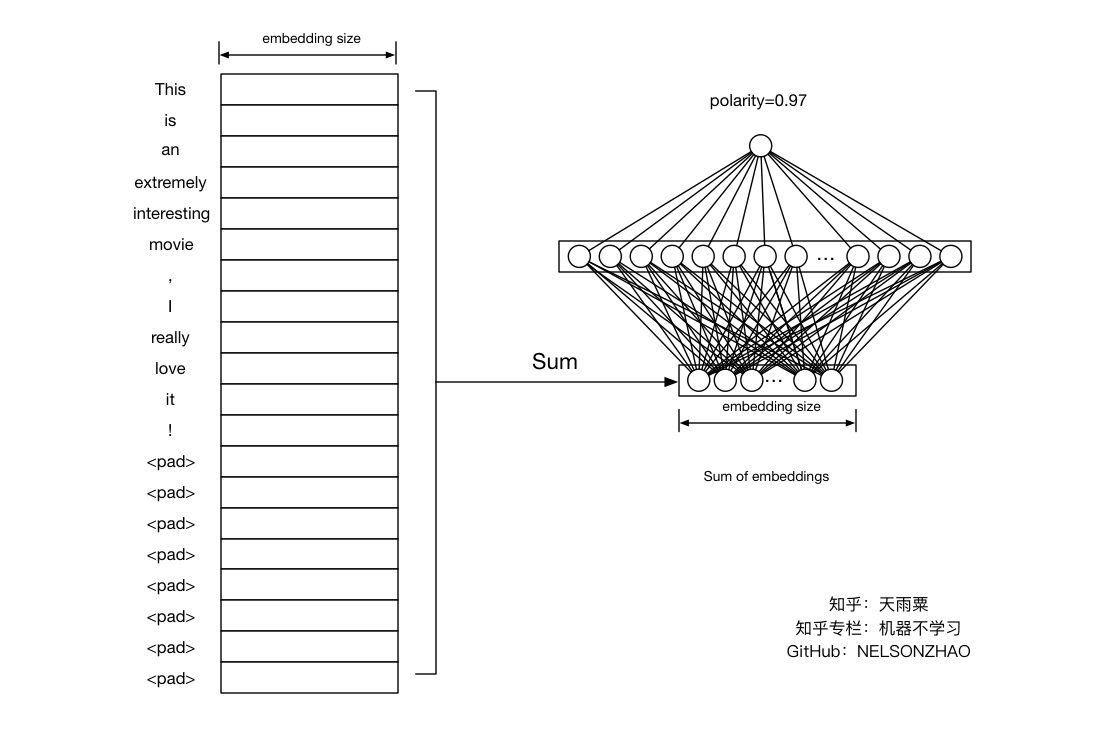 embedding size
This
is
an
extremely
interesting
movie
,
I
really
love
it
!
<pad>
<pad>
<pad>
<pad>
<pad>
<pad>
<pad>
<pad>
Sum
polarity=0.97
...
...
embedding size
Sum of embeddings
知乎：天雨粟
知乎专栏：机器不学习
GitHub：NELSONZHAO